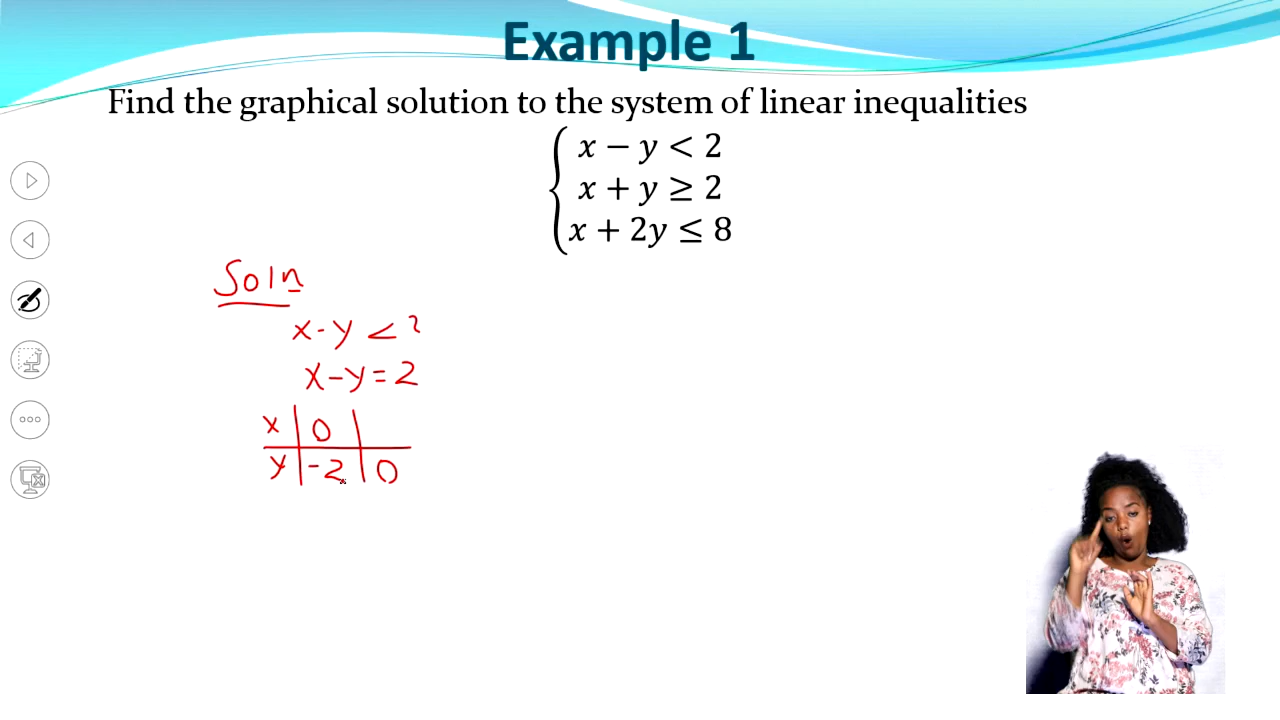 Example 1
Find the graphical solution to the system of linear inequalities
x − y < 2
x + y ≥ 2
x + 2y ≤ 8
Soln
x-y < 2
x-y=2
x | 0 |
y | -2 | 0